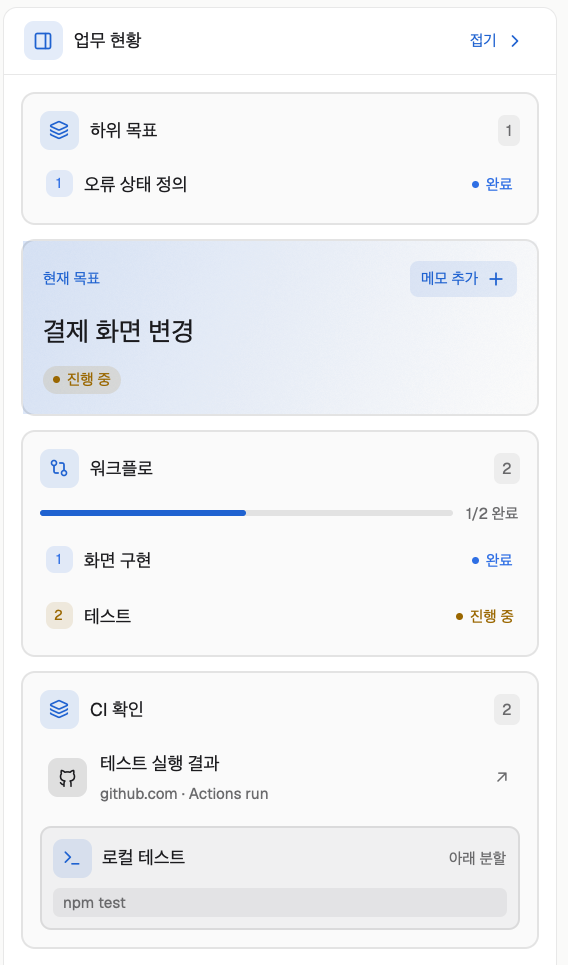 업무 현황
접기
하위 목표
1
1 오류 상태 정의
완료
현재 목표
메모 추가
결제 화면 변경
진행 중
워크플로
2
1/2 완료
1 화면 구현
완료
2 테스트
진행 중
CI 확인
2
테스트 실행 결과
github.com · Actions run
로컬 테스트
아래 분할
npm test